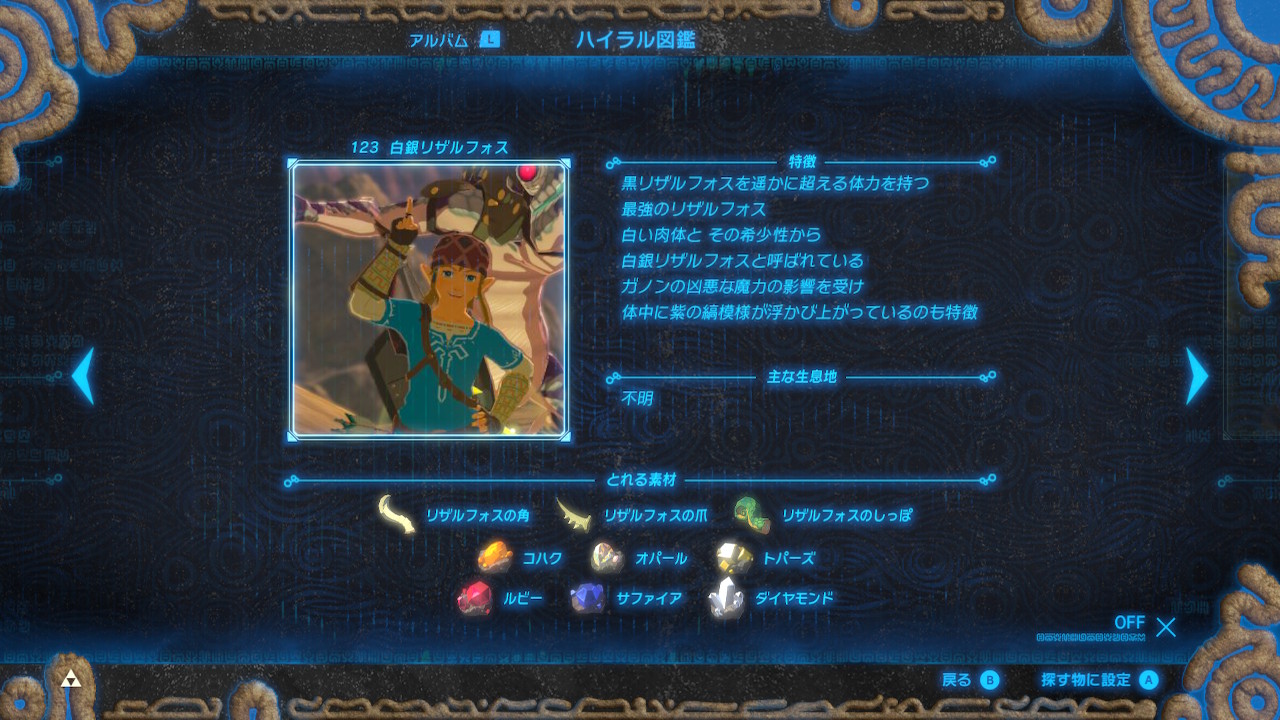 アルバム L
ハイラル図鑑
123 白銀リザルフォス
特徴
黒リザルフォスを遥かに超える体力を持つ
最強のリザルフォス
白い肉体と その希少性から
白銀リザルフォスと呼ばれている
ガノンの凶悪な魔力の影響を受け
体中に紫の縞模様が浮かび上がっているのも特徴
主な生息地
不明
とれる素材
リザルフォスの角 リザルフォスの爪 リザルフォスのしっぽ
コハク オパール トパーズ
ルビー サファイア ダイヤモンド
OFF
戻る B 探す物に設定 A